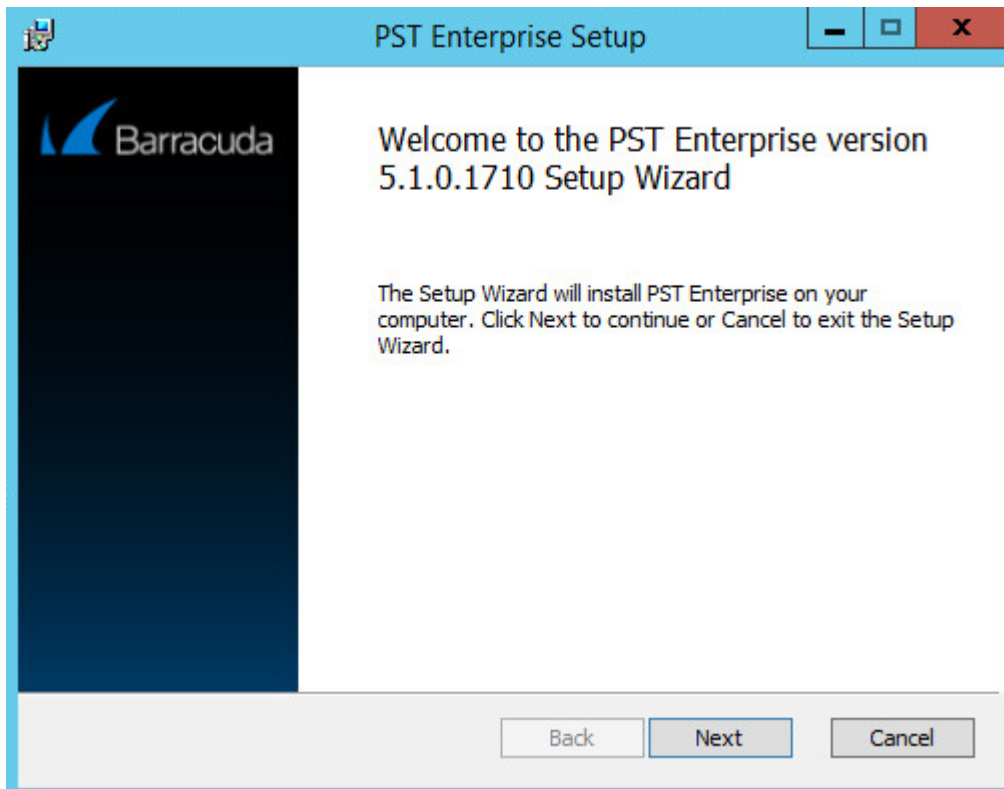 PST Enterprise Setup
Barracuda
Welcome to the PST Enterprise version
5.1.0.1710 Setup Wizard
The Setup Wizard will install PST Enterprise on your
computer. Click Next to continue or Cancel to exit the Setup
Wizard.
Back Next Cancel